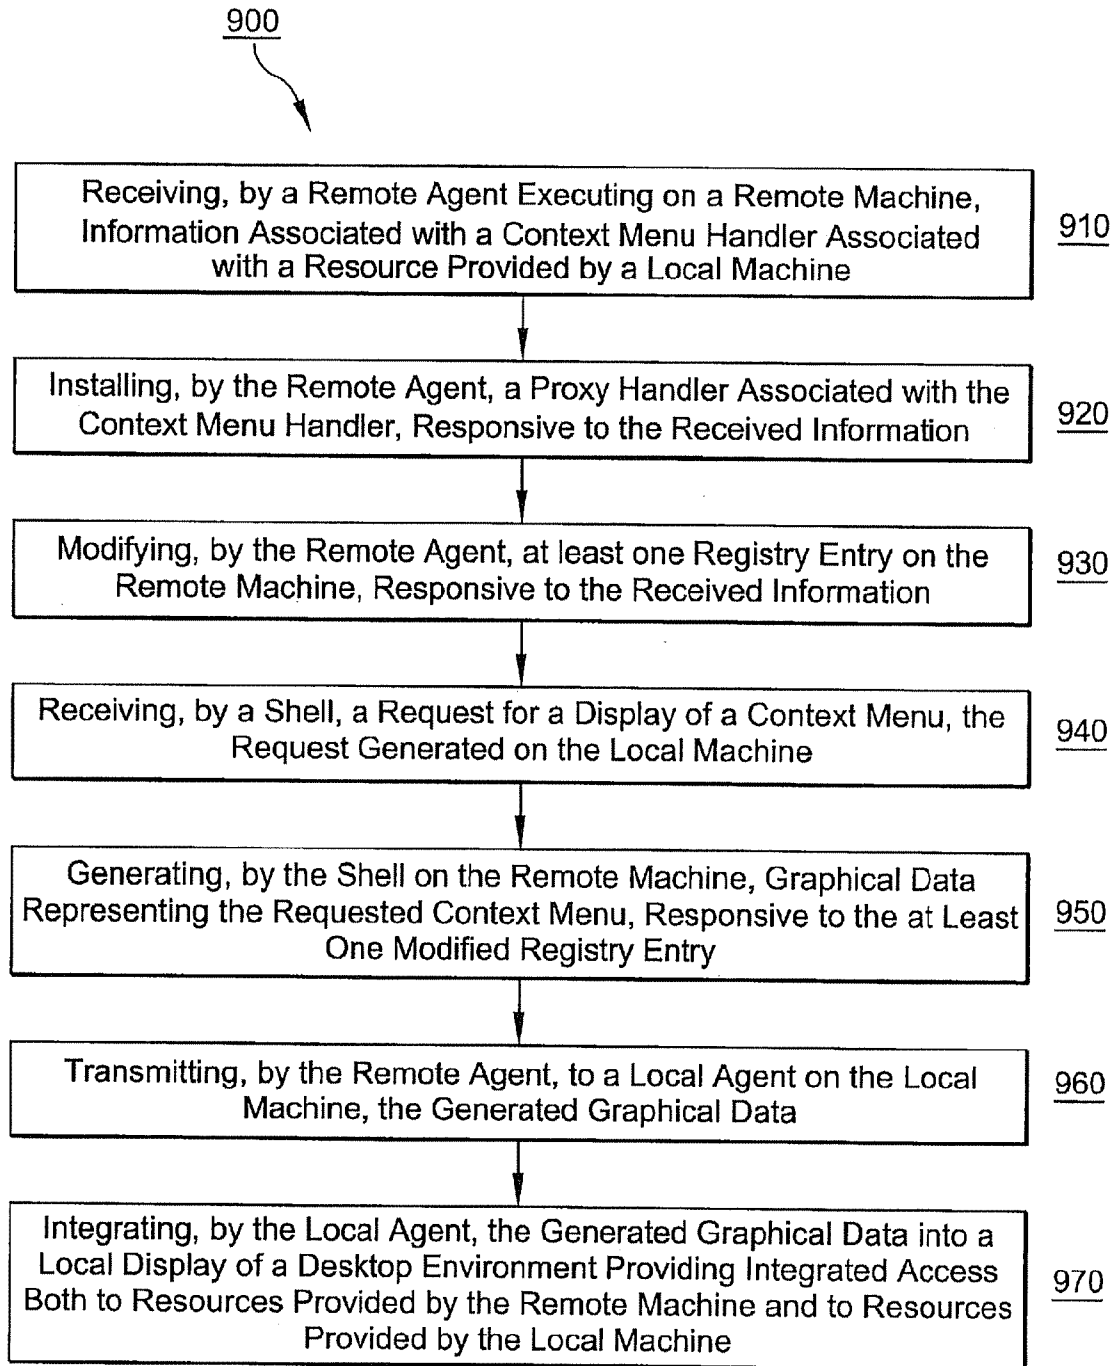 900
Receiving, by a Remote Agent Executing on a Remote Machine,
Information Associated with a Context Menu Handler Associated
with a Resource Provided by a Local Machine
910
Installing, by the Remote Agent, a Proxy Handler Associated with the
Context Menu Handler, Responsive to the Received Information
920
Modifying, by the Remote Agent, at least one Registry Entry on the
Remote Machine, Responsive to the Received Information
930
Receiving, by a Shell, a Request for a Display of a Context Menu, the
Request Generated on the Local Machine
940
Generating, by the Shell on the Remote Machine, Graphical Data
Representing the Requested Context Menu, Responsive to the at Least
One Modified Registry Entry
950
Transmitting, by the Remote Agent, to a Local Agent on the Local
Machine, the Generated Graphical Data
960
Integrating, by the Local Agent, the Generated Graphical Data into a
Local Display of a Desktop Environment Providing Integrated Access
Both to Resources Provided by the Remote Machine and to Resources
Provided by the Local Machine
970